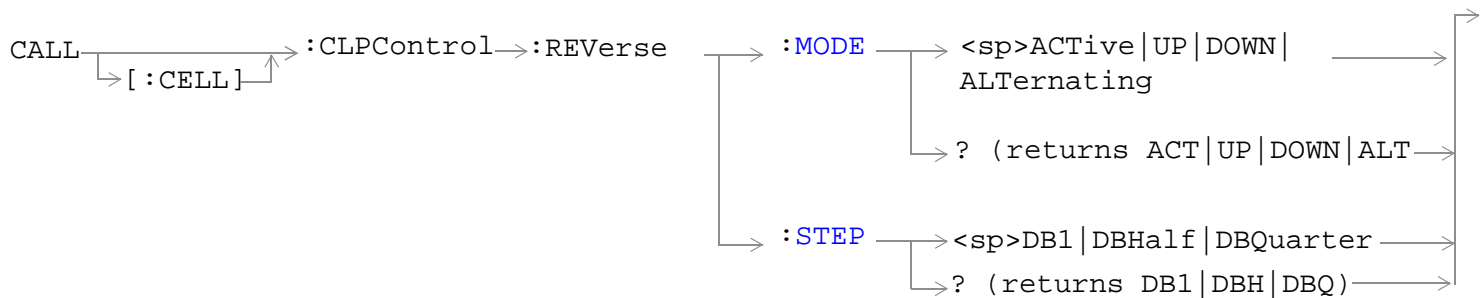 CALL :CLPControl :REVerse :MODE <sp>ACTive|UP|DOWN|
ALTernating
[:CELL]
? (returns ACT|UP|DOWN|ALT
:STEP <sp>DB1|DBHalf|DBQuarter
? (returns DB1|DBH|DBQ)